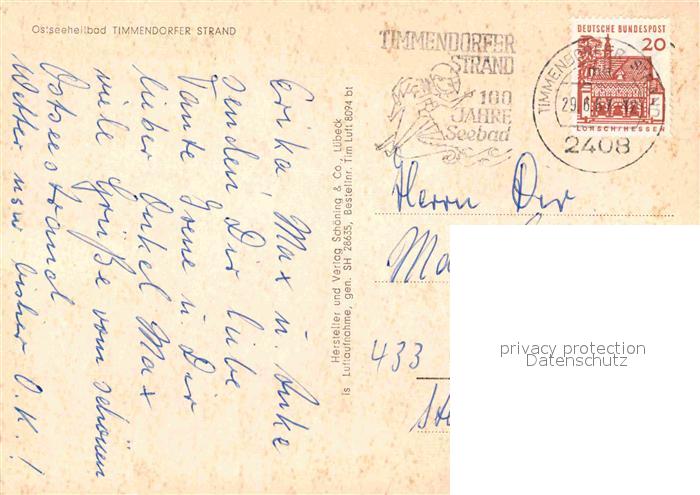 Ostseeheilbad TIMMENDORFER STRAND
Erika, Max u. Anke
senden Dir liebe
Tante Irene u. Dir
lieber Onkel Max
viele Grüße vom schönen
Ostseestrand
Wetter usw bisher O.K.!
Hersteller und Verlag Schöning & Co., Lübeck
is Luftaufnahme, gen. SH 28635, Bestellnr. Tim Luft 8094 bt
TIMMENDORFER
STRAND
100
JAHRE
Seebad
DEUTSCHE BUNDESPOST
20
LORSCH/HESSEN
2408
Herrn
433
privacy protection
Datenschutz